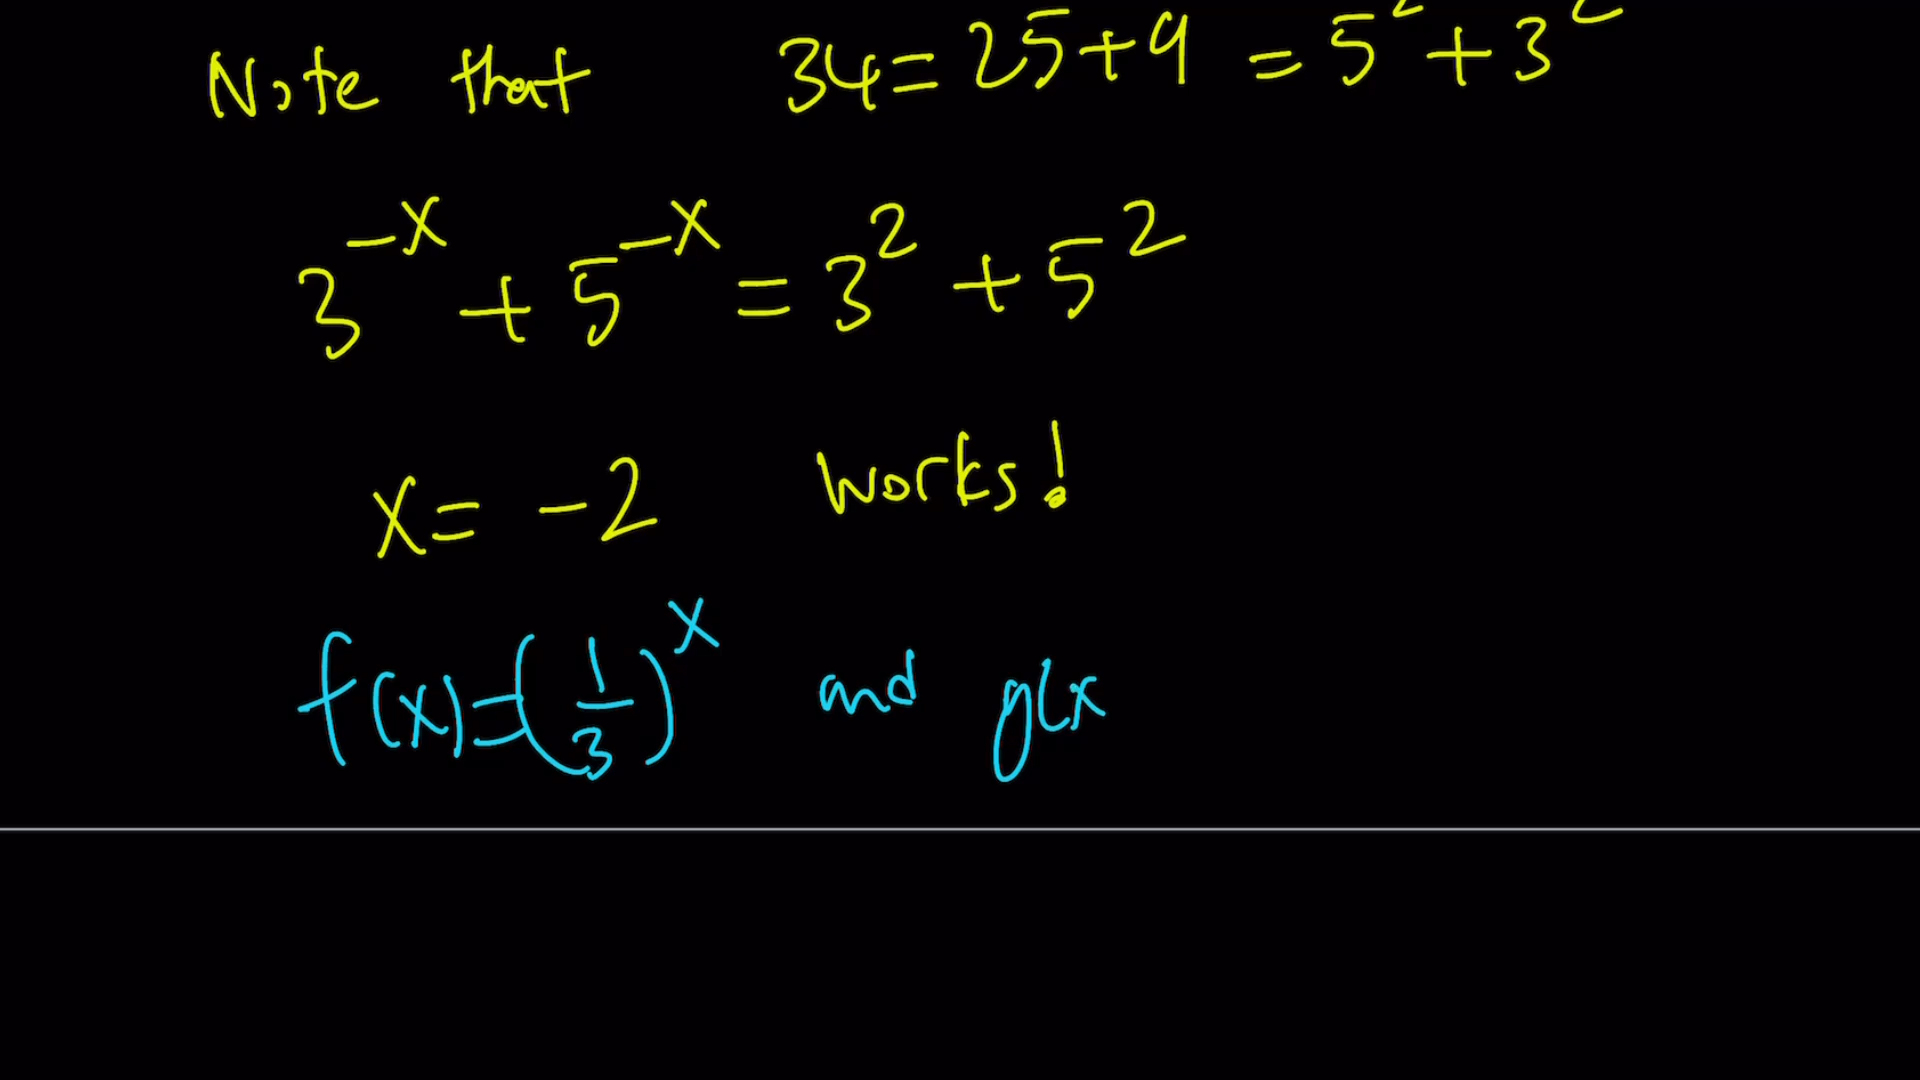 Note that 34 = 25 + 9 = 5² + 3²
3^{-x} + 5^{-x} = 3² + 5²
x = -2 works!
f(x) = (1/3)^x and g(x